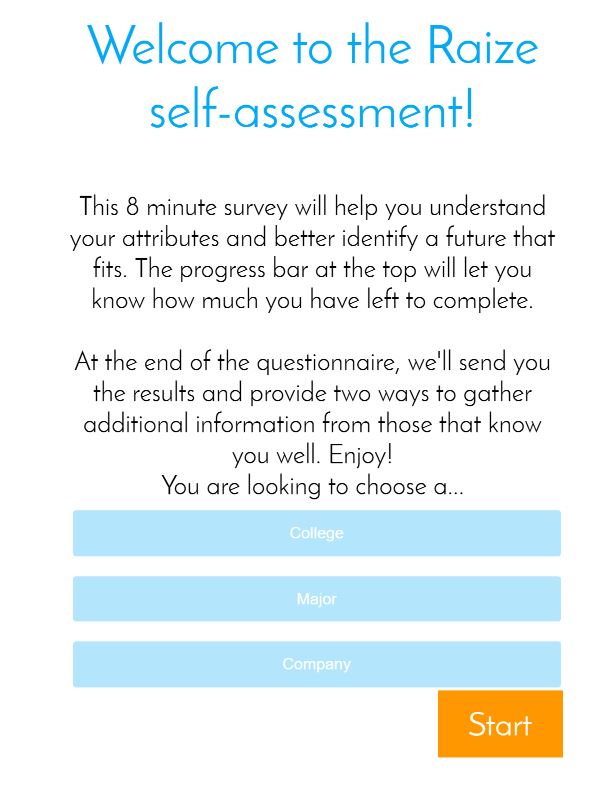 Welcome to the Raize
self-assessment!
This 8 minute survey will help you understand
your attributes and better identify a future that
fits. The progress bar at the top will let you
know how much you have left to complete.
At the end of the questionnaire, we'll send you
the results and provide two ways to gather
additional information from those that know
you well. Enjoy!
You are looking to choose a...
College
Major
Company
Start